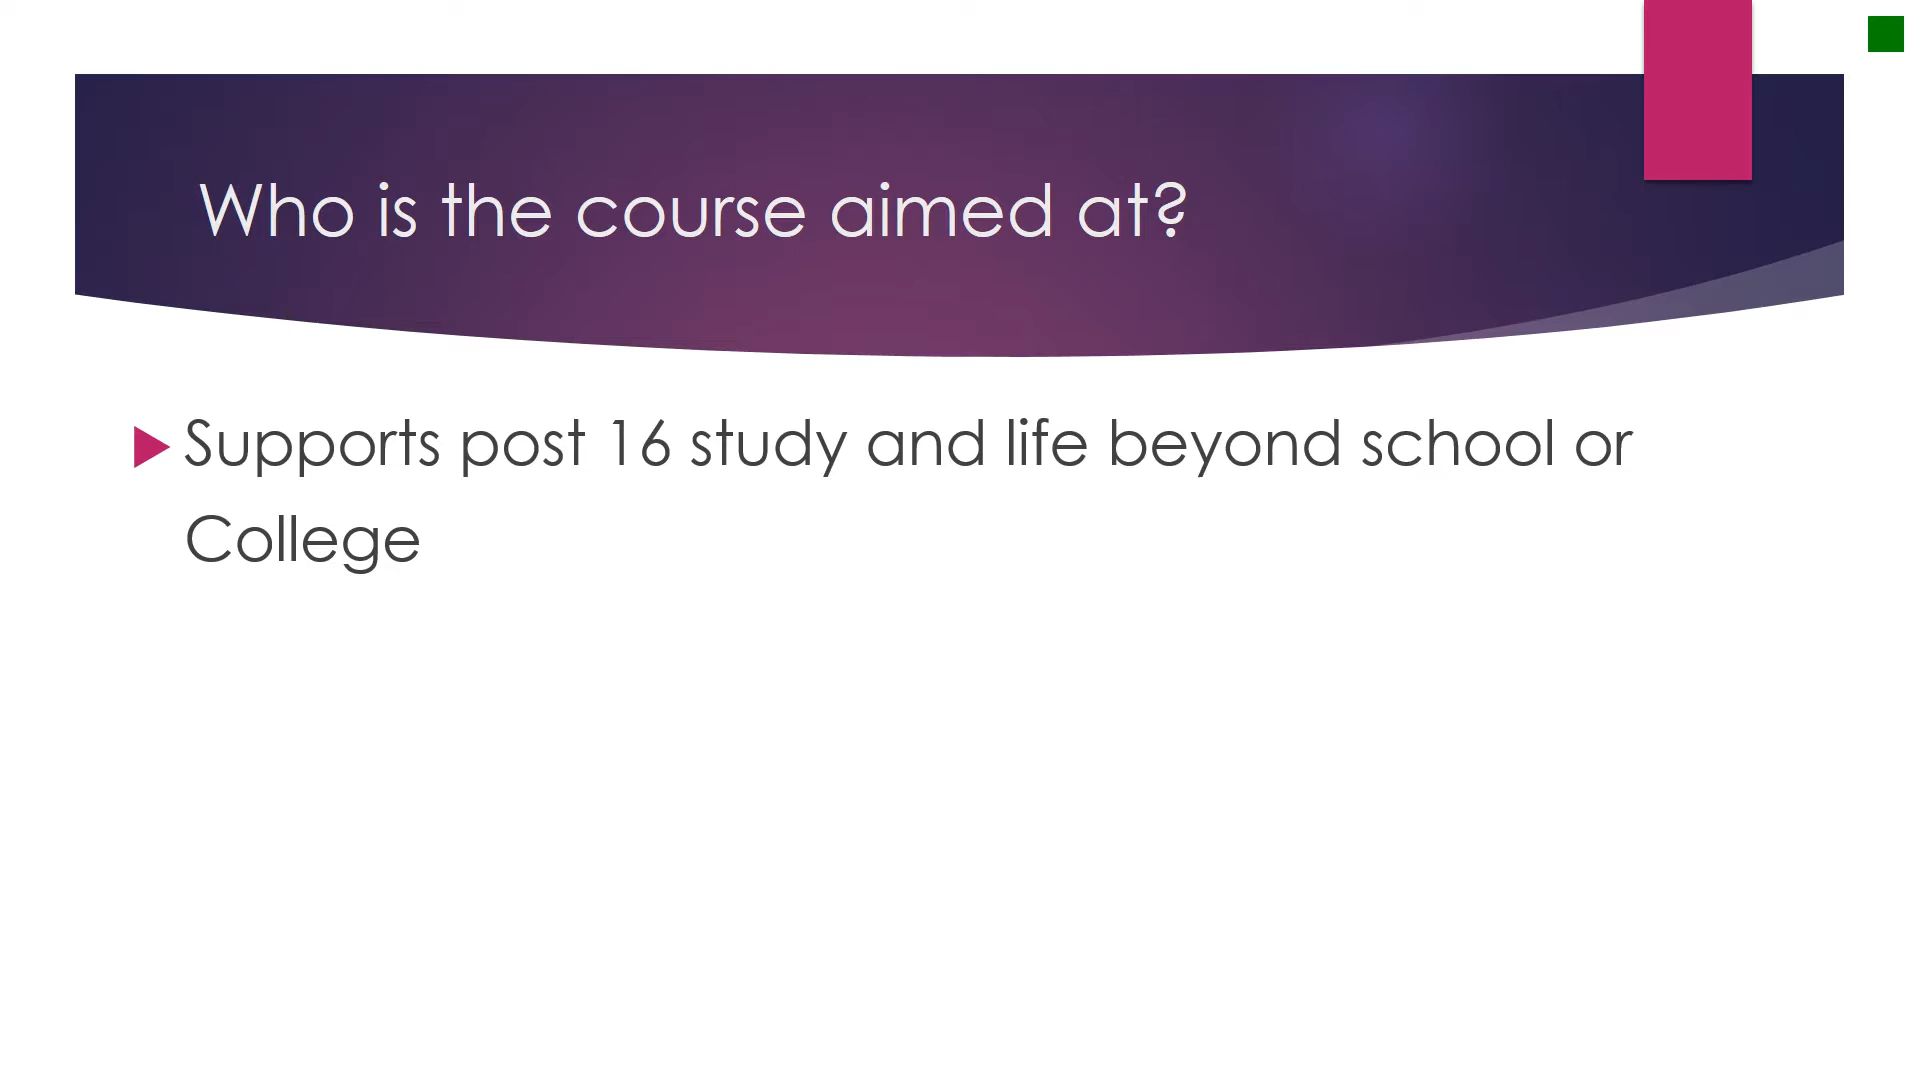 Who is the course aimed at?
Supports post 16 study and life beyond school or
College